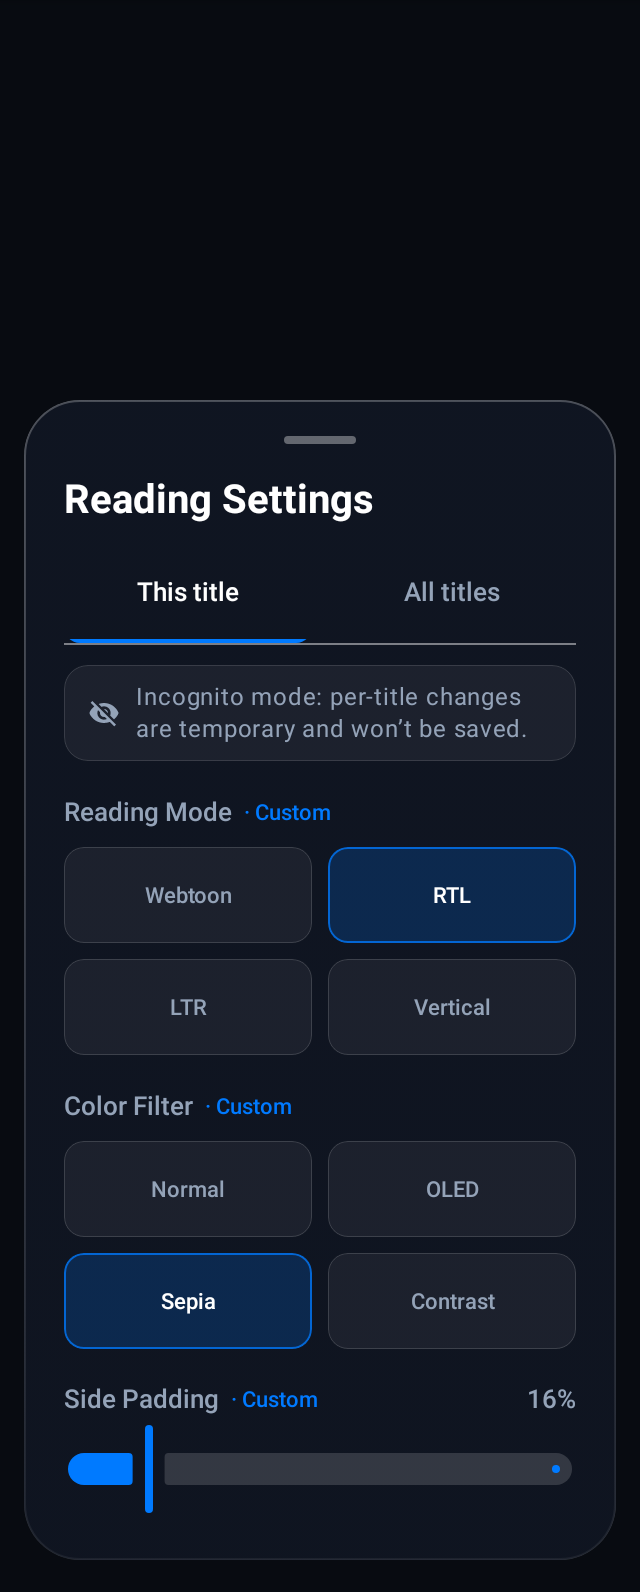 Reading Settings
This title
All titles
Incognito mode: per-title changes
are temporary and won’t be saved.
Reading Mode · Custom
Webtoon
RTL
LTR
Vertical
Color Filter · Custom
Normal
OLED
Sepia
Contrast
Side Padding · Custom
16%